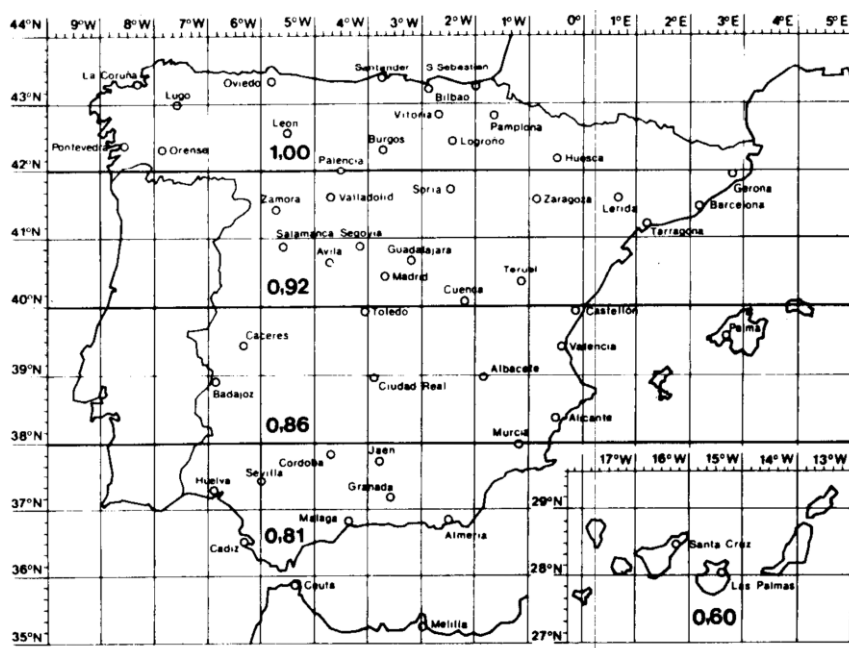 9°W 8°W 7°W 6°W 5°W 4°W 3°W 2°W 1°W 0° 1°E 2°E 3°E 4°E 5°E
44°N
Santander S Sebastian
La Coruña
Oviedo
Bilbao
43°N
Lugo
Vitoria
Pamplona
Leon
Burgos
Logroño
Pontevedra
Orense
1,00
Huesca
Palencia
42°N
Gerona
Soria
Zamora
Valladolid
Zaragoza
Lerida
Barcelona
Tarragona
41°N
Salamanca Segovia
Avila
Guadalajara
Madrid
Teruel
0,92
Cuenca
40°N
Toledo
Castellón
Palma
Caceres
Valencia
39°N
Albacete
Badajoz
Ciudad Real
Alicante
0,86
Murcia
38°N
Jaen
Cordoba
Sevilla
17°W 16°W 15°W 14°W 13°W
Huelva
Granada
37°N
29°N
Malaga
0,81
Almeria
Cadiz
Santa Cruz
36°N
28°N
Ceuta
Las Palmas
0,60
Melilla
35°N
27°N